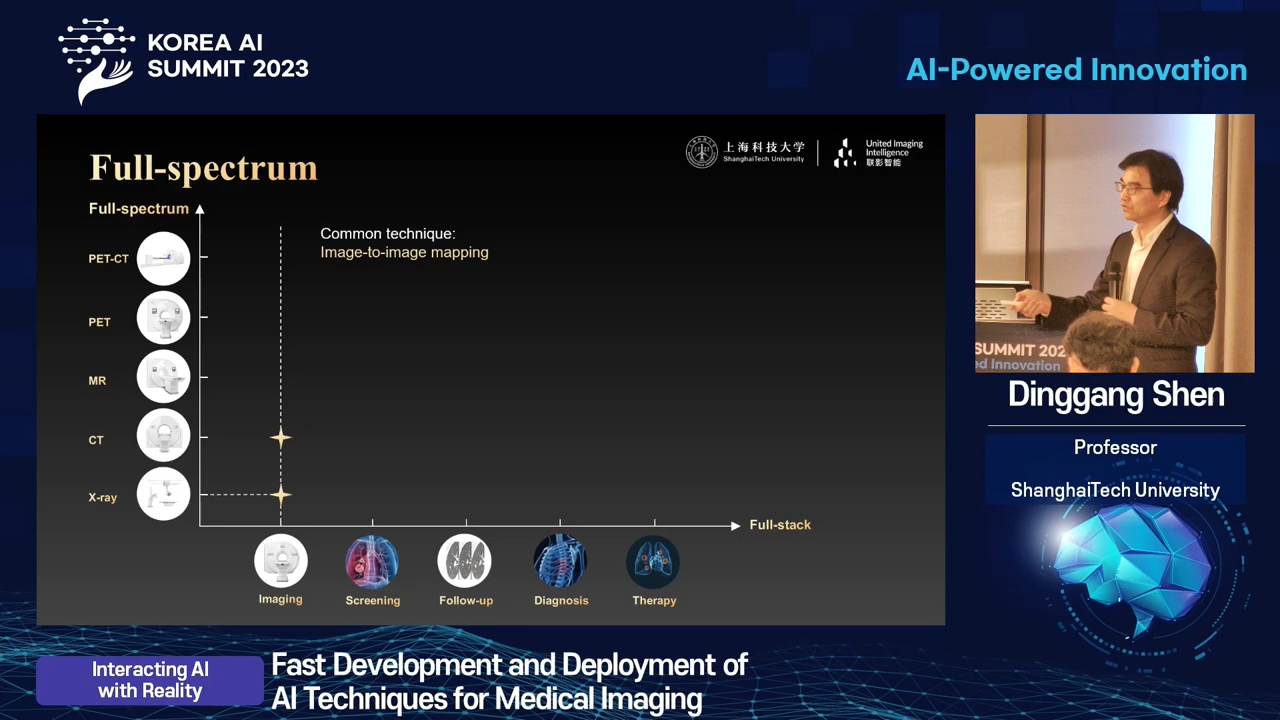 KOREA AI
SUMMIT 2023
AI-Powered Innovation
上海科技大学
ShanghaiTech University
United Imaging
Intelligence
联影智能
Full-spectrum
Full-spectrum
Common technique:
Image-to-image mapping
PET-CT
PET
MR
CT
X-ray
Full-stack
Imaging
Screening
Follow-up
Diagnosis
Therapy
SUMMIT 202
ed Innovation
Dinggang Shen
Professor
ShanghaiTech University
Interacting AI
with Reality
Fast Development and Deployment of
AI Techniques for Medical Imaging